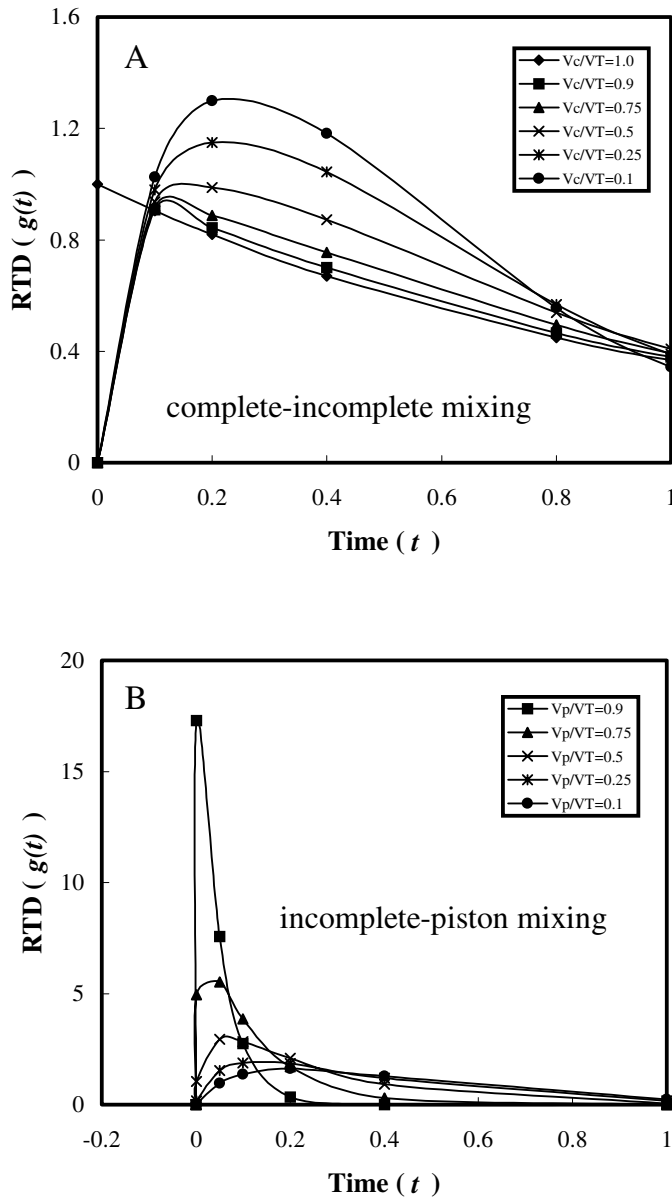 1.6
A
Vc/VT=1.0
Vc/VT=0.9
Vc/VT=0.75
Vc/VT=0.5
Vc/VT=0.25
Vc/VT=0.1
1.2
0.8
0.4
0
RTD ( g(t) )
complete-incomplete mixing
0 0.2 0.4 0.6 0.8 1
Time ( t )
20
B
Vp/VT=0.9
Vp/VT=0.75
Vp/VT=0.5
Vp/VT=0.25
Vp/VT=0.1
15
10
5
0
RTD ( g(t) )
incomplete-piston mixing
-0.2 0 0.2 0.4 0.6 0.8 1
Time ( t )